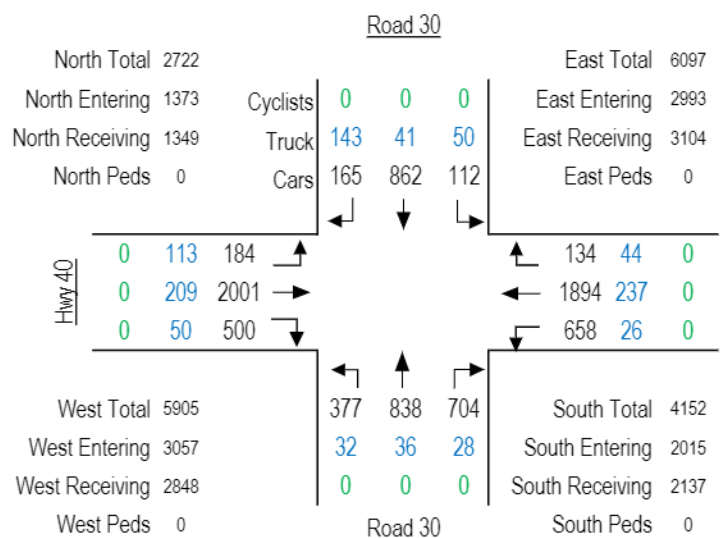 Road 30
North Total 2722
East Total 6097
North Entering 1373
Cyclists 0 0 0
East Entering 2993
North Receiving 1349
Truck 143 41 50
East Receiving 3104
North Peds 0
Cars 165 862 112
East Peds 0
Hwy 40
0 113 184
134 44 0
0 209 2001
1894 237 0
0 50 500
658 26 0
West Total 5905
377 838 704
South Total 4152
West Entering 3057
32 36 28
South Entering 2015
West Receiving 2848
0 0 0
South Receiving 2137
West Peds 0
Road 30
South Peds 0